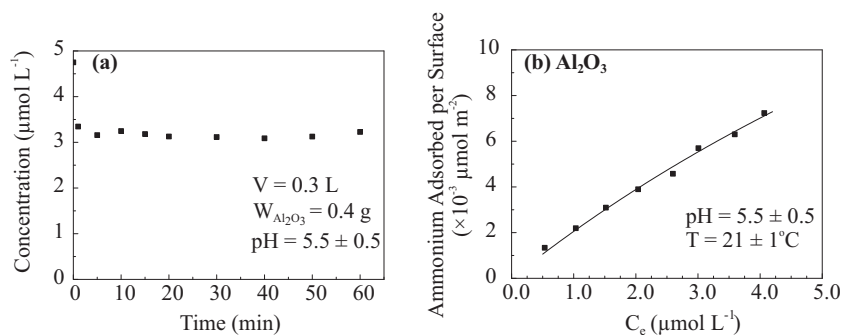 (a)
Concentration (μmol L⁻¹)
5
4
3
2
1
0
V = 0.3 L
W_Al₂O₃ = 0.4 g
pH = 5.5 ± 0.5
0 10 20 30 40 50 60
Time (min)
(b) Al₂O₃
Ammonium Adsorbed per Surface
(×10⁻³ μmol m⁻²)
10
8
6
4
2
0
pH = 5.5 ± 0.5
T = 21 ± 1°C
0.0 1.0 2.0 3.0 4.0 5.0
Cₑ (μmol L⁻¹)